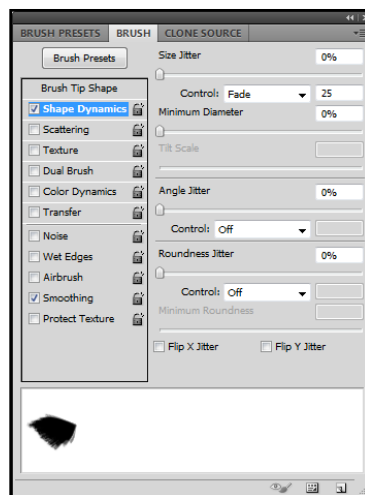 BRUSH PRESETS BRUSH CLONE SOURCE
Brush Presets
Brush Tip Shape
Shape Dynamics
Scattering
Texture
Dual Brush
Color Dynamics
Transfer
Noise
Wet Edges
Airbrush
Smoothing
Protect Texture
Size Jitter 0%
Control: Fade 25
Minimum Diameter 0%
Tilt Scale
Angle Jitter 0%
Control: Off
Roundness Jitter 0%
Control: Off
Minimum Roundness
Flip X Jitter Flip Y Jitter